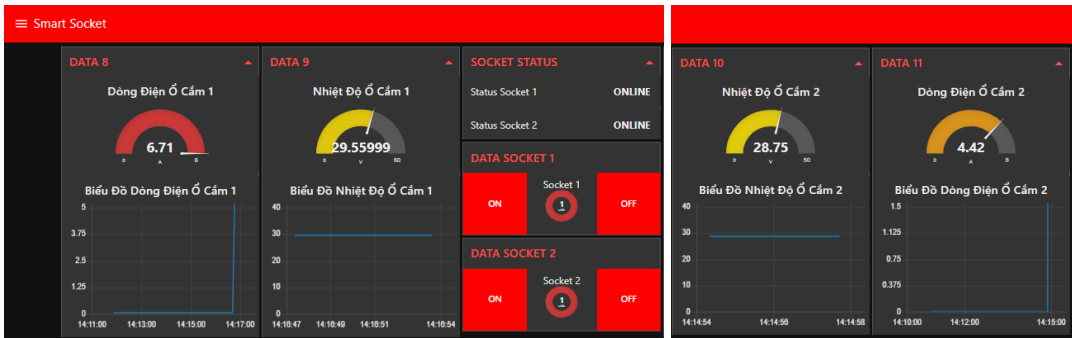 Smart Socket
DATA 8
Dòng Điện Ổ Cắm 1
6.71
0 A 6
Biểu Đồ Dòng Điện Ổ Cắm 1
5
3.75
2.5
1.25
0
14:11:00 14:13:00 14:15:00 14:17:00
DATA 9
Nhiệt Độ Ổ Cắm 1
29.55999
0 V 50
Biểu Đồ Nhiệt Độ Ổ Cắm 1
40
30
20
10
0
14:16:47 14:16:49 14:16:51 14:16:54
SOCKET STATUS
Status Socket 1 ONLINE
Status Socket 2 ONLINE
DATA SOCKET 1
Socket 1
ON 1 OFF
DATA SOCKET 2
Socket 2
ON 1 OFF
DATA 10
Nhiệt Độ Ổ Cắm 2
28.75
0 V 50
Biểu Đồ Nhiệt Độ Ổ Cắm 2
40
30
20
10
0
14:14:54 14:14:56 14:14:58
DATA 11
Dòng Điện Ổ Cắm 2
4.42
0 A 6
Biểu Đồ Dòng Điện Ổ Cắm 2
1.5
1.125
0.75
0.375
0
14:10:00 14:12:00 14:15:00